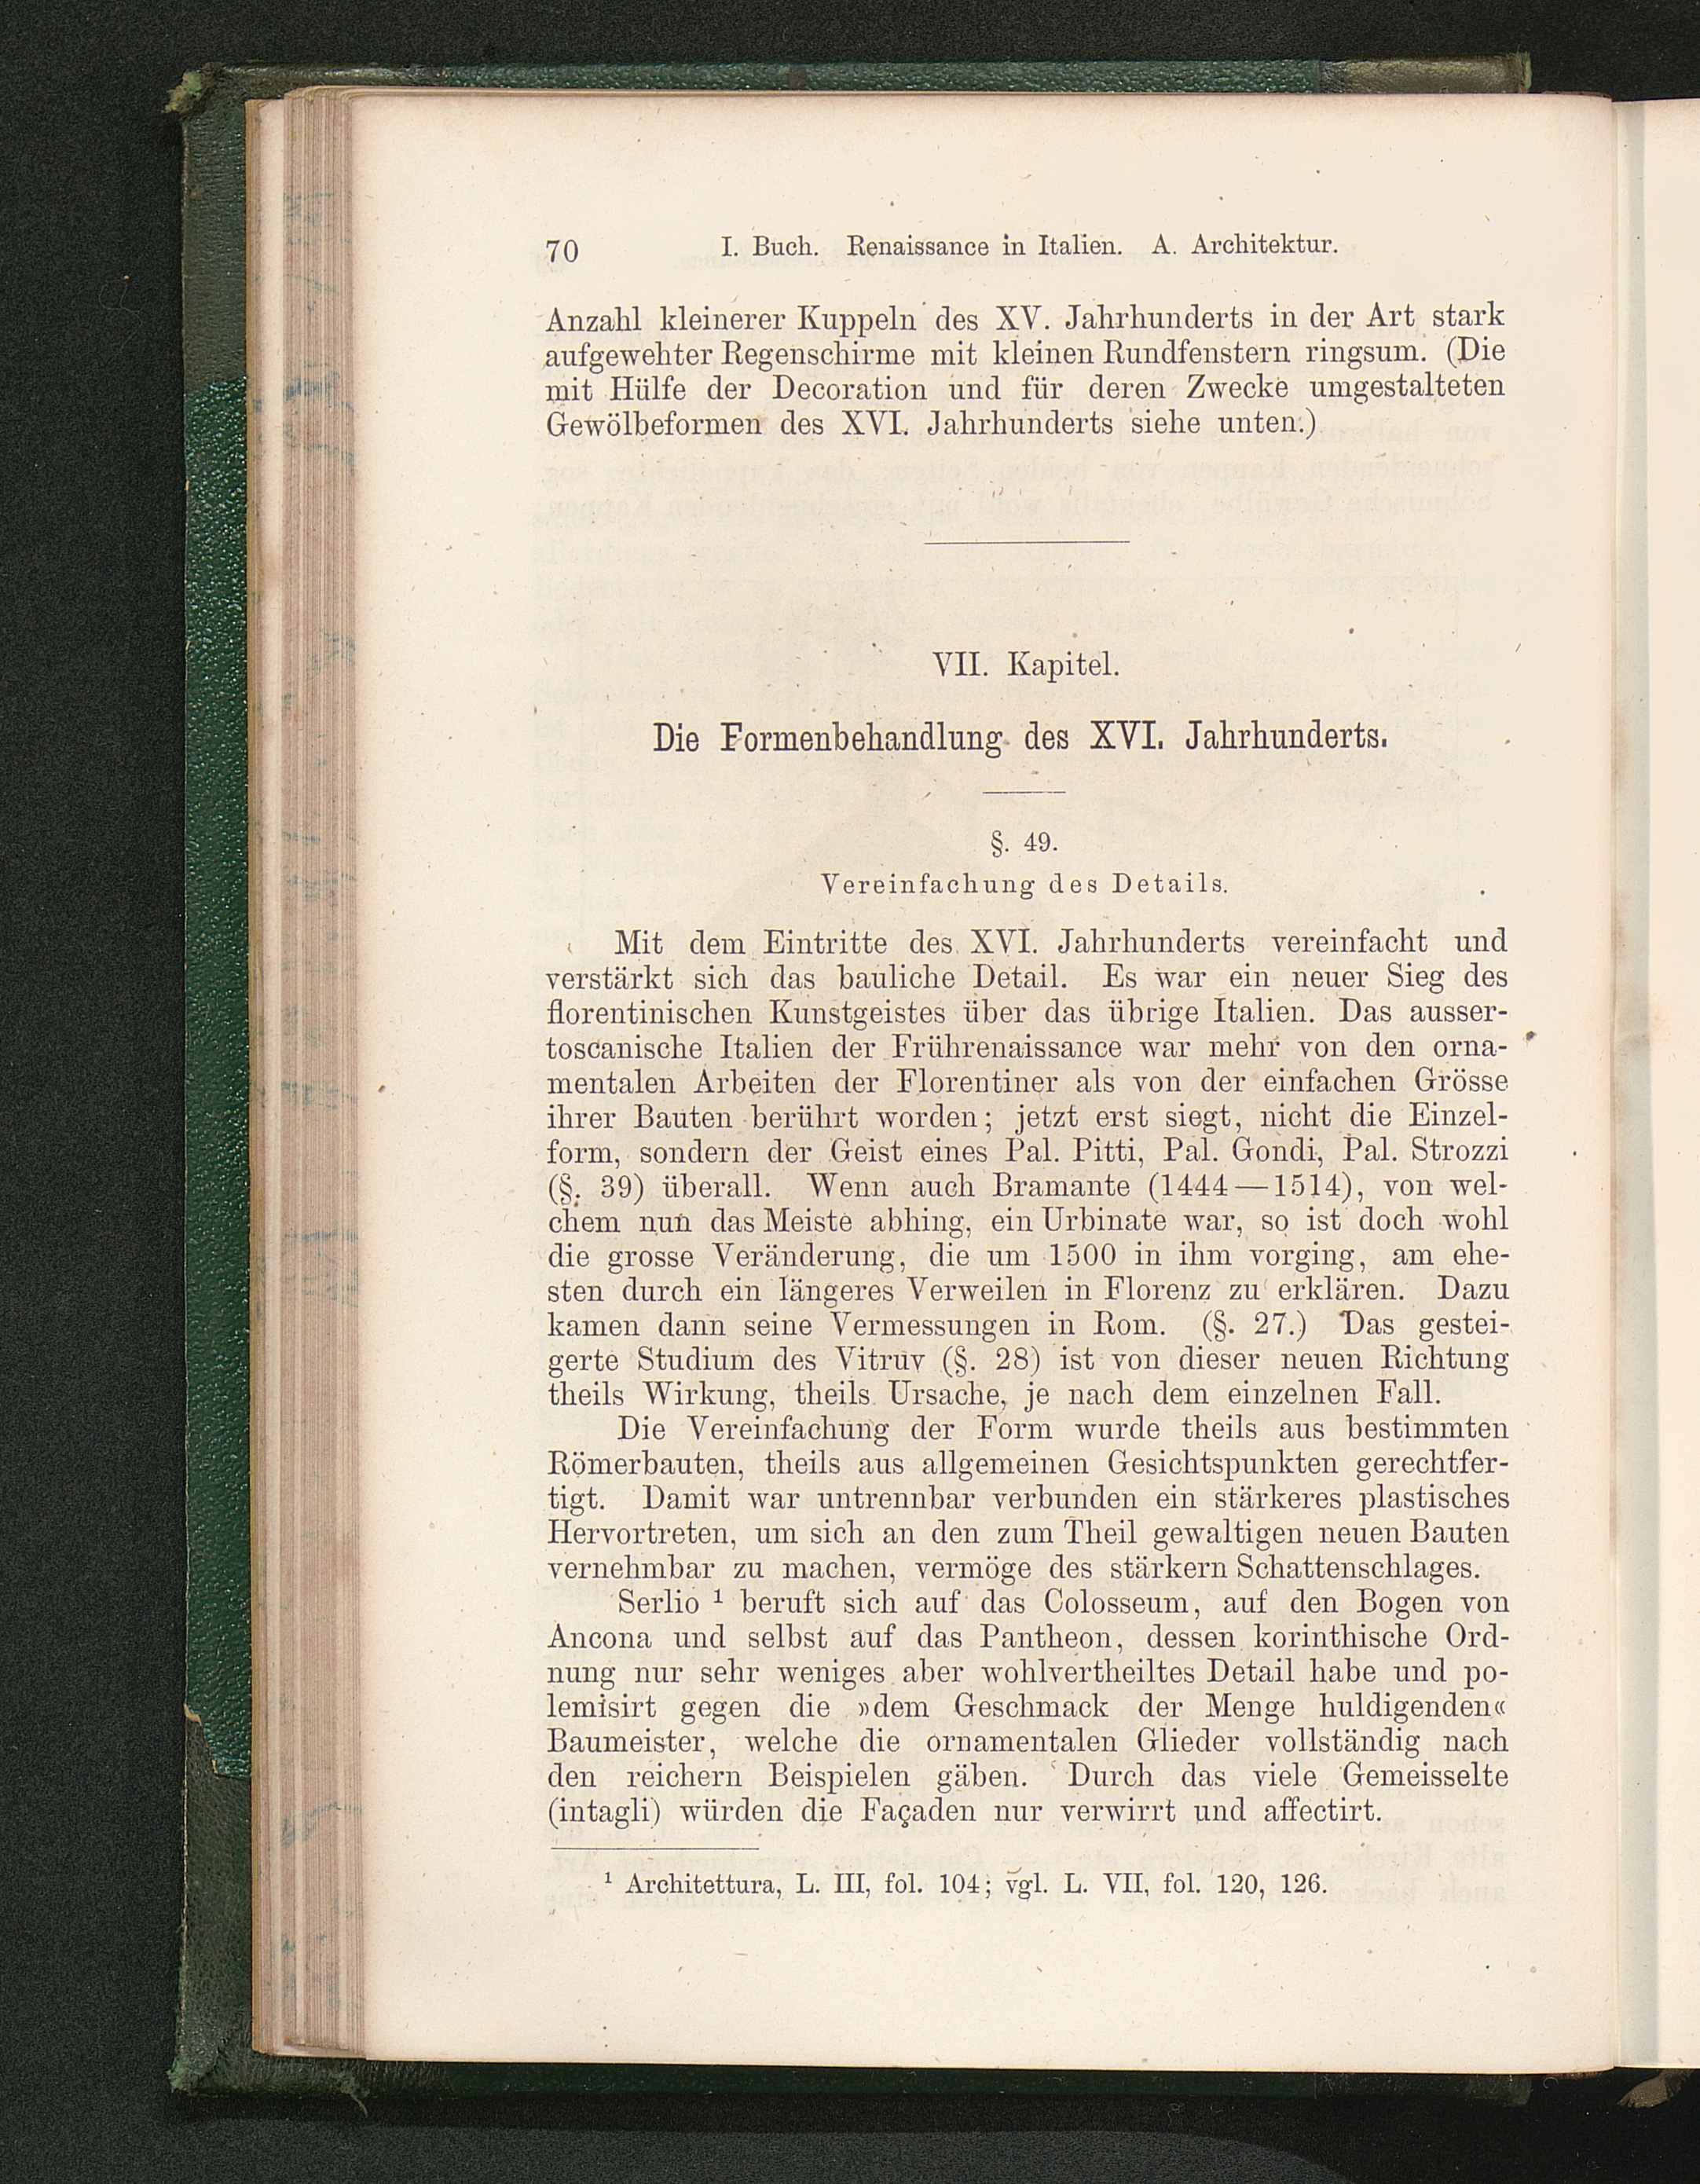 70 I. Buch. Renaissance in Italien. A. Architektur.
Anzahl kleinerer Kuppeln des XV. Jahrhunderts in der Art stark
aufgewehter Regenschirme mit kleinen Rundfenstern ringsum. (Die
mit Hülfe der Decoration und für deren Zwecke umgestalteten
Gewölbeformen des XVI. Jahrhunderts siehe unten.)
VII. Kapitel.
Die Formenbehandlung des XVI. Jahrhunderts.
§. 49.
Vereinfachung des Details.
Mit dem Eintritte des XVI. Jahrhunderts vereinfacht und
verstärkt sich das bauliche Detail. Es war ein neuer Sieg des
florentinischen Kunstgeistes über das übrige Italien. Das ausser-
toscanische Italien der Frührenaissance war mehr von den orna-
mentalen Arbeiten der Florentiner als von der einfachen Grösse
ihrer Bauten berührt worden; jetzt erst siegt, nicht die Einzel-
form, sondern der Geist eines Pal. Pitti, Pal. Gondi, Pal. Strozzi
(§. 39) überall. Wenn auch Bramante (1444—1514), von wel-
chem nun das Meiste abhing, ein Urbinate war, so ist doch wohl
die grosse Veränderung, die um 1500 in ihm vorging, am ehe-
sten durch ein längeres Verweilen in Florenz zu erklären. Dazu
kamen dann seine Vermessungen in Rom. (§. 27.) Das gestei-
gerte Studium des Vitruv (§. 28) ist von dieser neuen Richtung
theils Wirkung, theils Ursache, je nach dem einzelnen Fall.
Die Vereinfachung der Form wurde theils aus bestimmten
Römerbauten, theils aus allgemeinen Gesichtspunkten gerechtfer-
tigt. Damit war untrennbar verbunden ein stärkeres plastisches
Hervortreten, um sich an den zum Theil gewaltigen neuen Bauten
vernehmbar zu machen, vermöge des stärkern Schattenschlages.
Serlio ¹ beruft sich auf das Colosseum, auf den Bogen von
Ancona und selbst auf das Pantheon, dessen korinthische Ord-
nung nur sehr weniges aber wohlvertheiltes Detail habe und po-
lemisirt gegen die »dem Geschmack der Menge huldigenden«
Baumeister, welche die ornamentalen Glieder vollständig nach
den reichern Beispielen gäben. Durch das viele Gemeisselte
(intagli) würden die Façaden nur verwirrt und affectirt.
¹ Architettura, L. III, fol. 104; vgl. L. VII, fol. 120, 126.